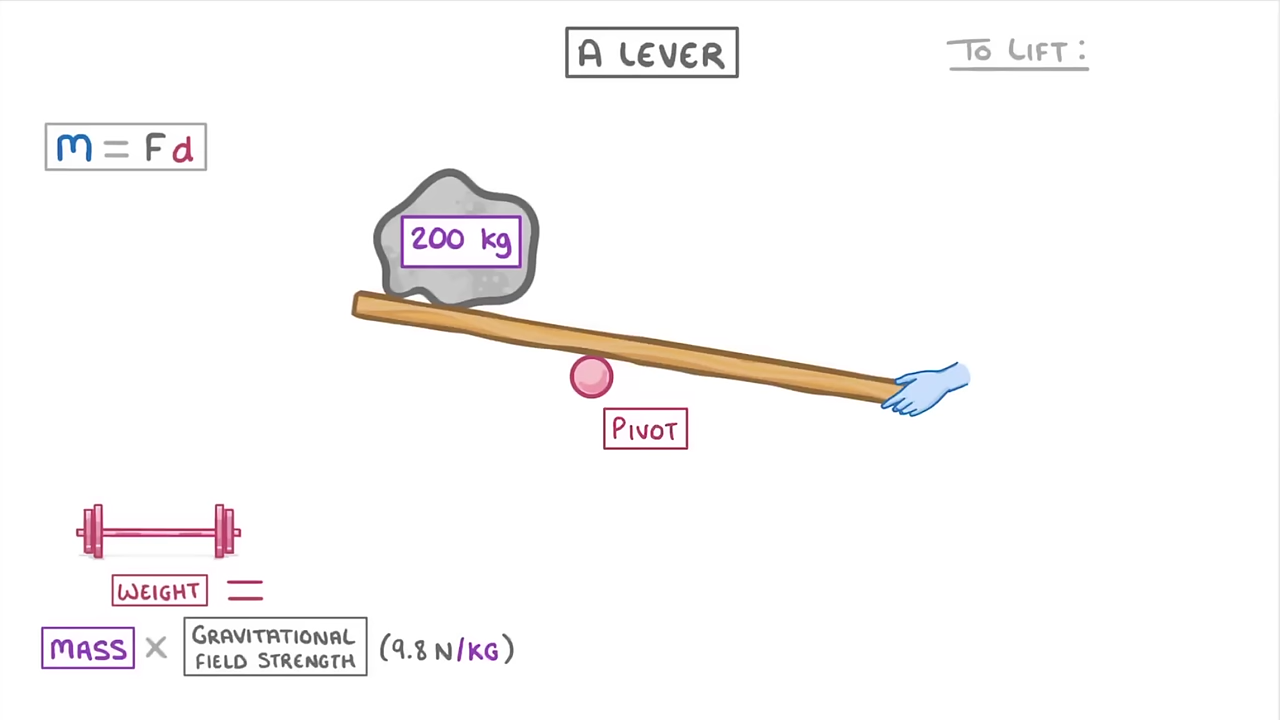 A LEVER
TO LIFT:
M = Fd
200 kg
PIVOT
WEIGHT =
MASS × GRAVITATIONAL FIELD STRENGTH (9.8 N/KG)